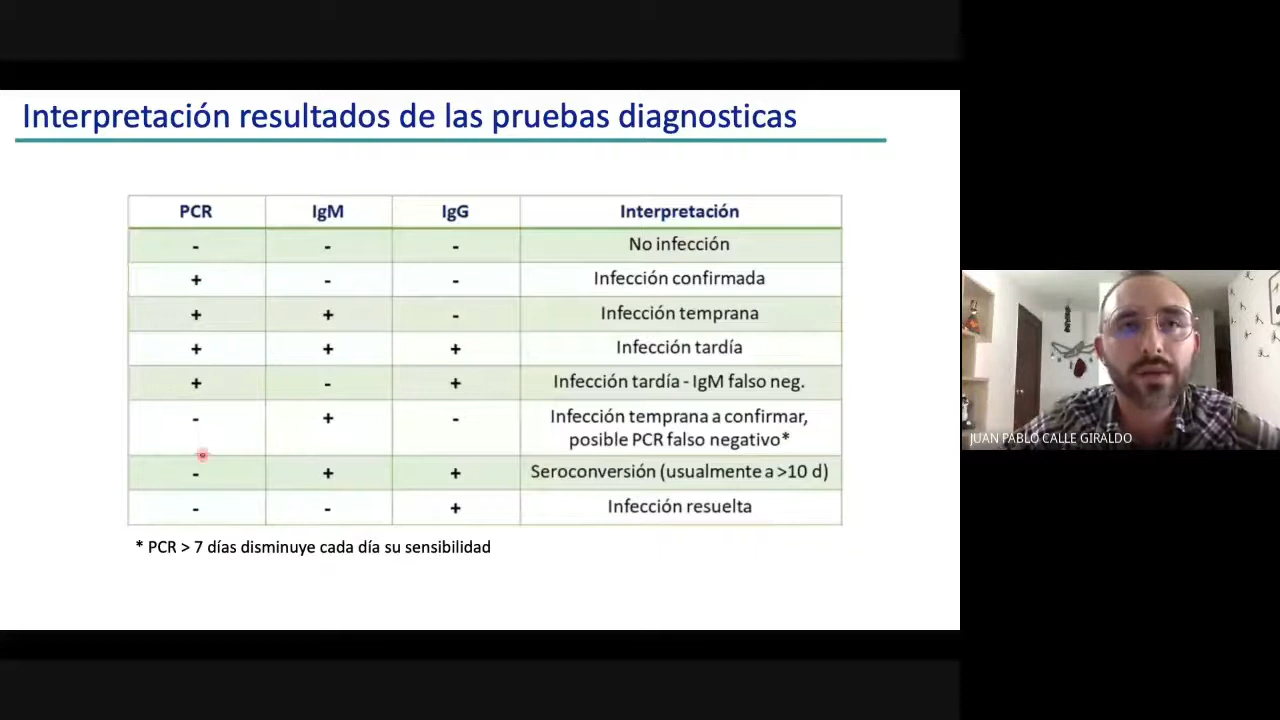 Interpretación resultados de las pruebas diagnosticas
PCR IgM IgG Interpretación
- - - No infección
+ - - Infección confirmada
+ + - Infección temprana
+ + + Infección tardía
+ - + Infección tardía - IgM falso neg.
- + - Infección temprana a confirmar,
posible PCR falso negativo*
- + + Seroconversión (usualmente a >10 d)
- - + Infección resuelta
* PCR > 7 días disminuye cada día su sensibilidad
JUAN PABLO CALLE GIRALDO